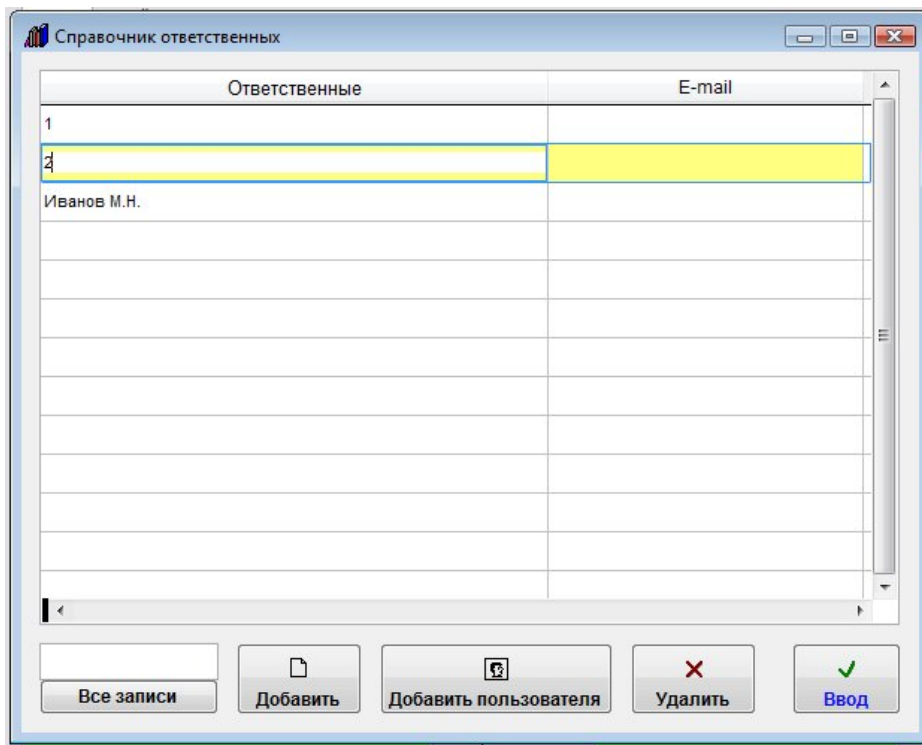 Справочник ответственных
Ответственные E-mail
1
2
Иванов М.Н.
Все записи Добавить Добавить пользователя Удалить Ввод